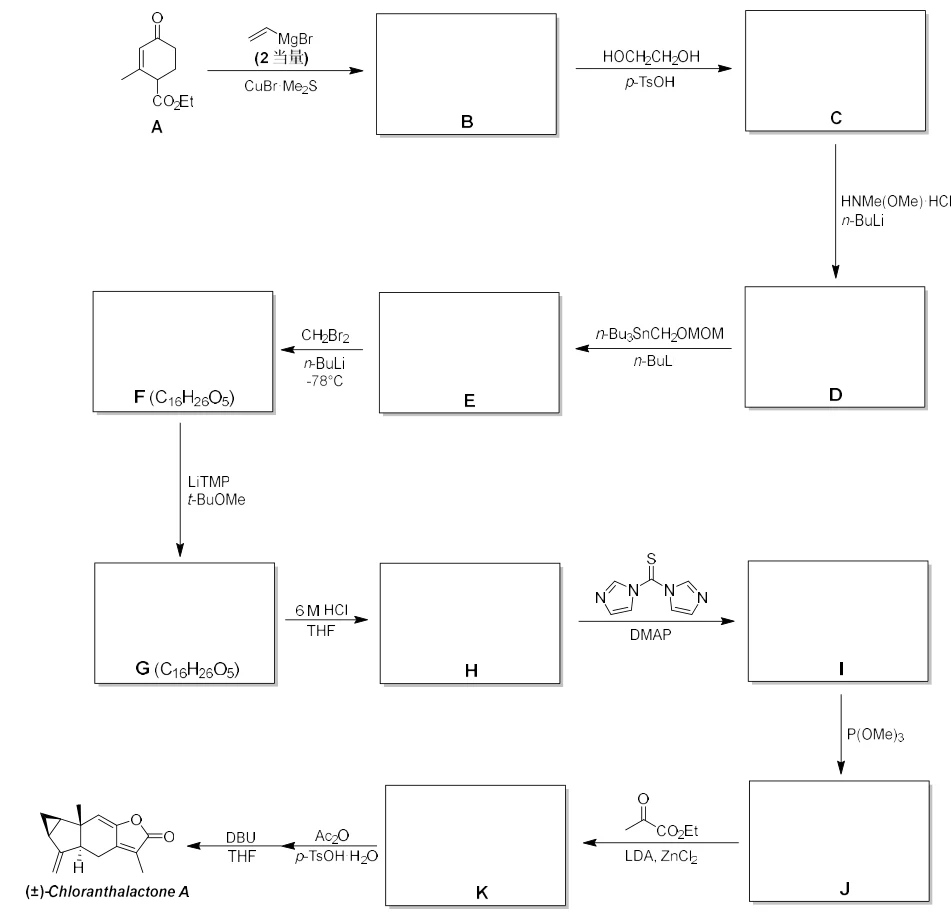 O
CO₂Et
A
MgBr
(2 当量)
CuBr·Me₂S
B
HOCH₂CH₂OH
p-TsOH
C
HNMe(OMe)·HCl
n-BuLi
D
n-Bu₃SnCH₂OMOM
n-BuL
E
CH₂Br₂
n-BuLi
-78°C
F (C₁₆H₂₆O₅)
LiTMP
t-BuOMe
G (C₁₆H₂₆O₅)
6 M HCl
THF
H
S
N N N N
DMAP
I
P(OMe)₃
J
O
CO₂Et
LDA, ZnCl₂
K
Ac₂O
p-TsOH·H₂O
DBU
THF
O
O
H
(±)-Chloranthalactone A